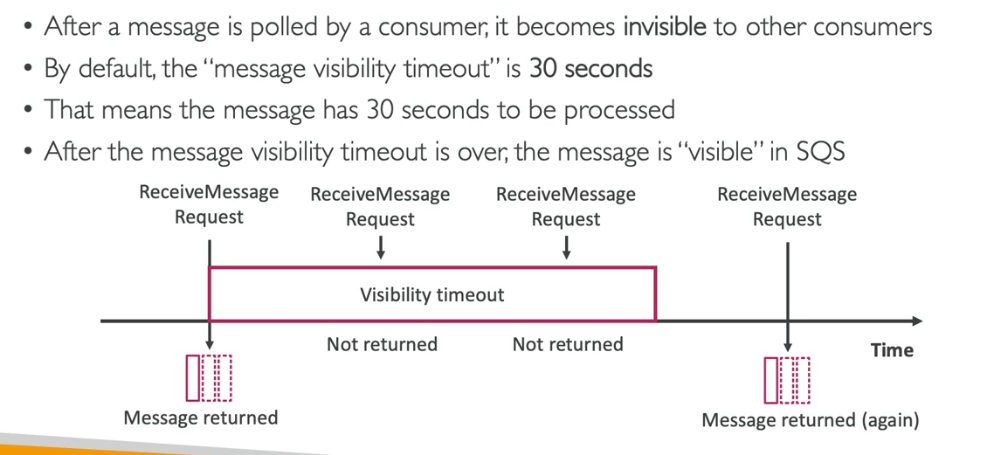 • After a message is polled by a consumer, it becomes invisible to other consumers
• By default, the “message visibility timeout” is 30 seconds
• That means the message has 30 seconds to be processed
• After the message visibility timeout is over, the message is “visible” in SQS
ReceiveMessage
Request
ReceiveMessage
Request
ReceiveMessage
Request
ReceiveMessage
Request
Visibility timeout
Not returned
Not returned
Time
Message returned
Message returned (again)